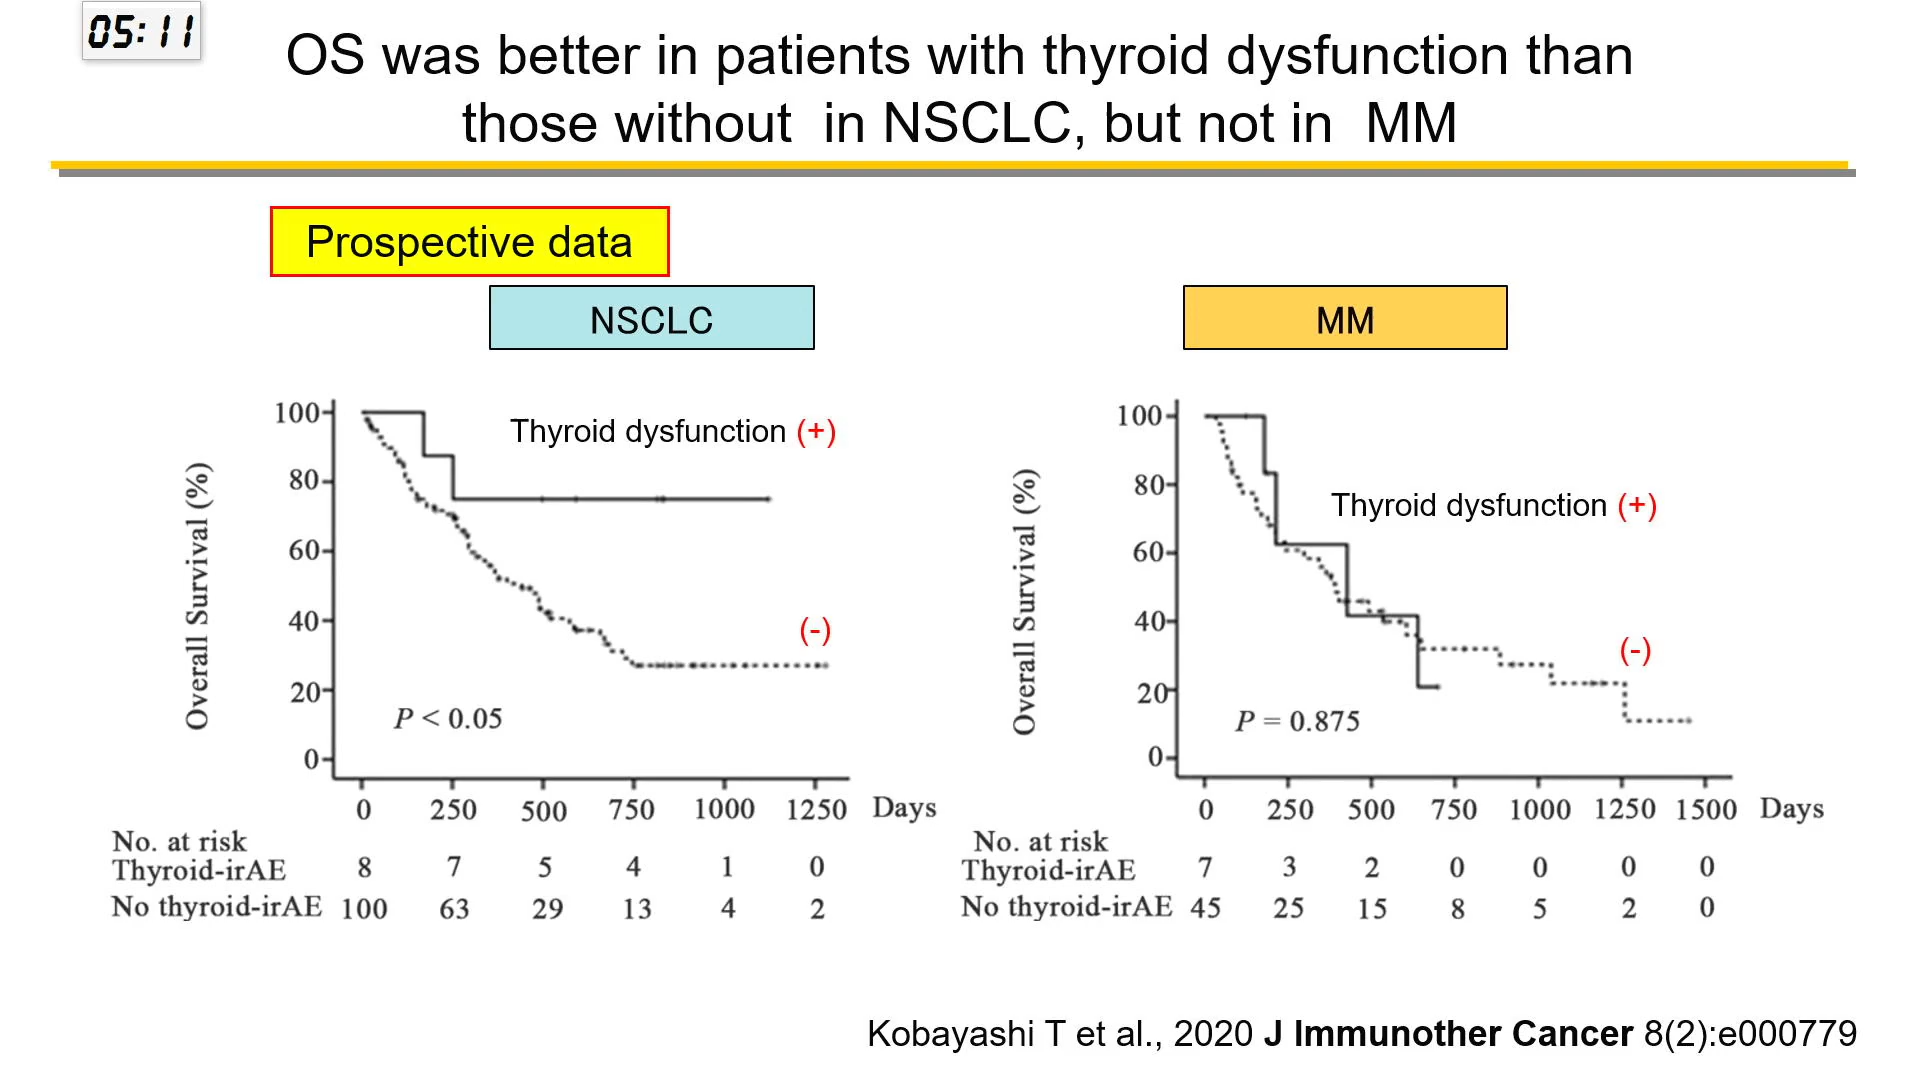 05:11
OS was better in patients with thyroid dysfunction than
those without in NSCLC, but not in MM
Prospective data
NSCLC
Overall Survival (%)
100
80
60
40
20
0
Thyroid dysfunction (+)
(-)
P < 0.05
0 250 500 750 1000 1250 Days
No. at risk
Thyroid-irAE 8 7 5 4 1 0
No thyroid-irAE 100 63 29 13 4 2
MM
Overall Survival (%)
100
80
60
40
20
0
Thyroid dysfunction (+)
(-)
P = 0.875
0 250 500 750 1000 1250 1500 Days
No. at risk
Thyroid-irAE 7 3 2 0 0 0 0
No thyroid-irAE 45 25 15 8 5 2 0
Kobayashi T et al., 2020 J Immunother Cancer 8(2):e000779